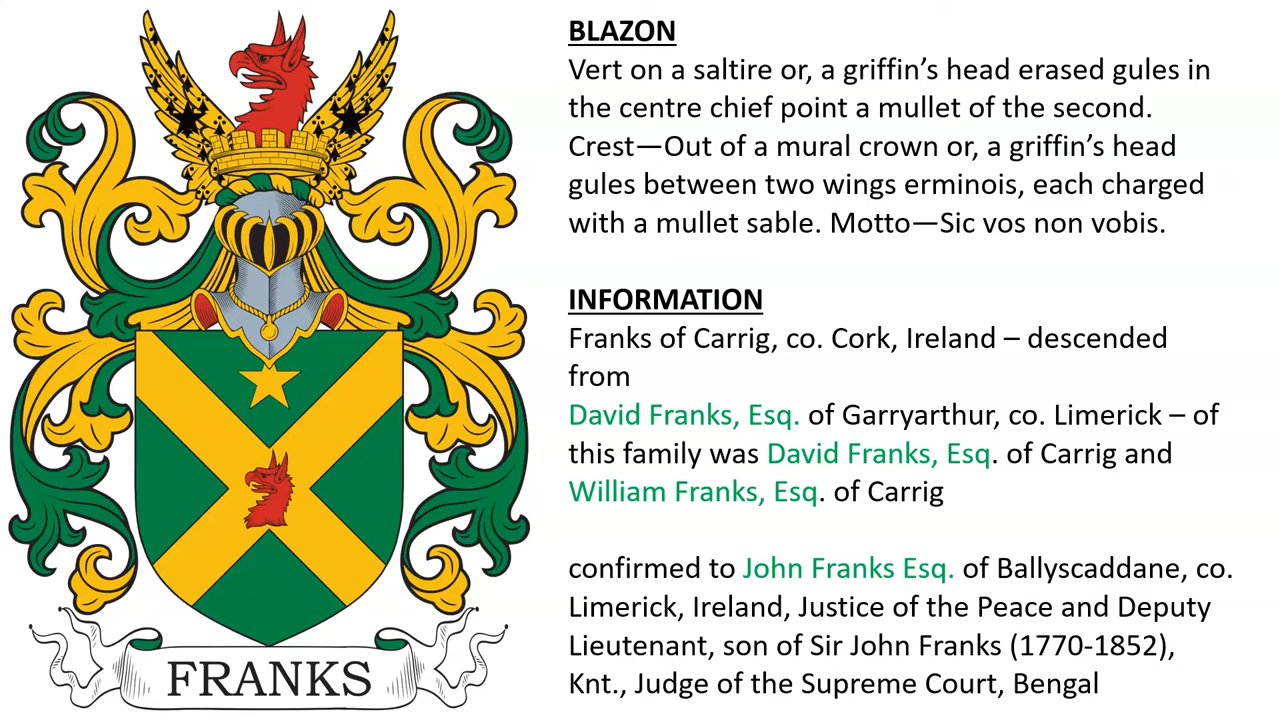 BLAZON
Vert on a saltire or, a griffin’s head erased gules in
the centre chief point a mullet of the second.
Crest—Out of a mural crown or, a griffin’s head
gules between two wings erminois, each charged
with a mullet sable. Motto—Sic vos non vobis.
INFORMATION
Franks of Carrig, co. Cork, Ireland – descended
from
David Franks, Esq. of Garryarthur, co. Limerick – of
this family was David Franks, Esq. of Carrig and
William Franks, Esq. of Carrig
confirmed to John Franks Esq. of Ballyscaddane, co.
Limerick, Ireland, Justice of the Peace and Deputy
Lieutenant, son of Sir John Franks (1770-1852),
Knt., Judge of the Supreme Court, Bengal
FRANKS